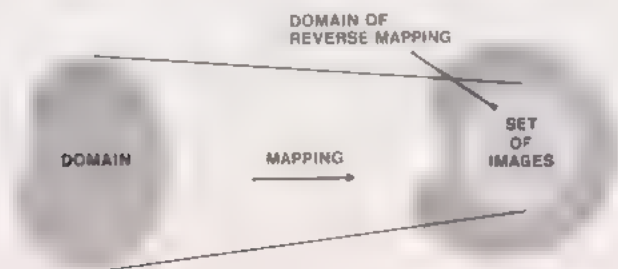 DOMAIN OF
REVERSE MAPPING
DOMAIN
MAPPING
SET
OF
IMAGES